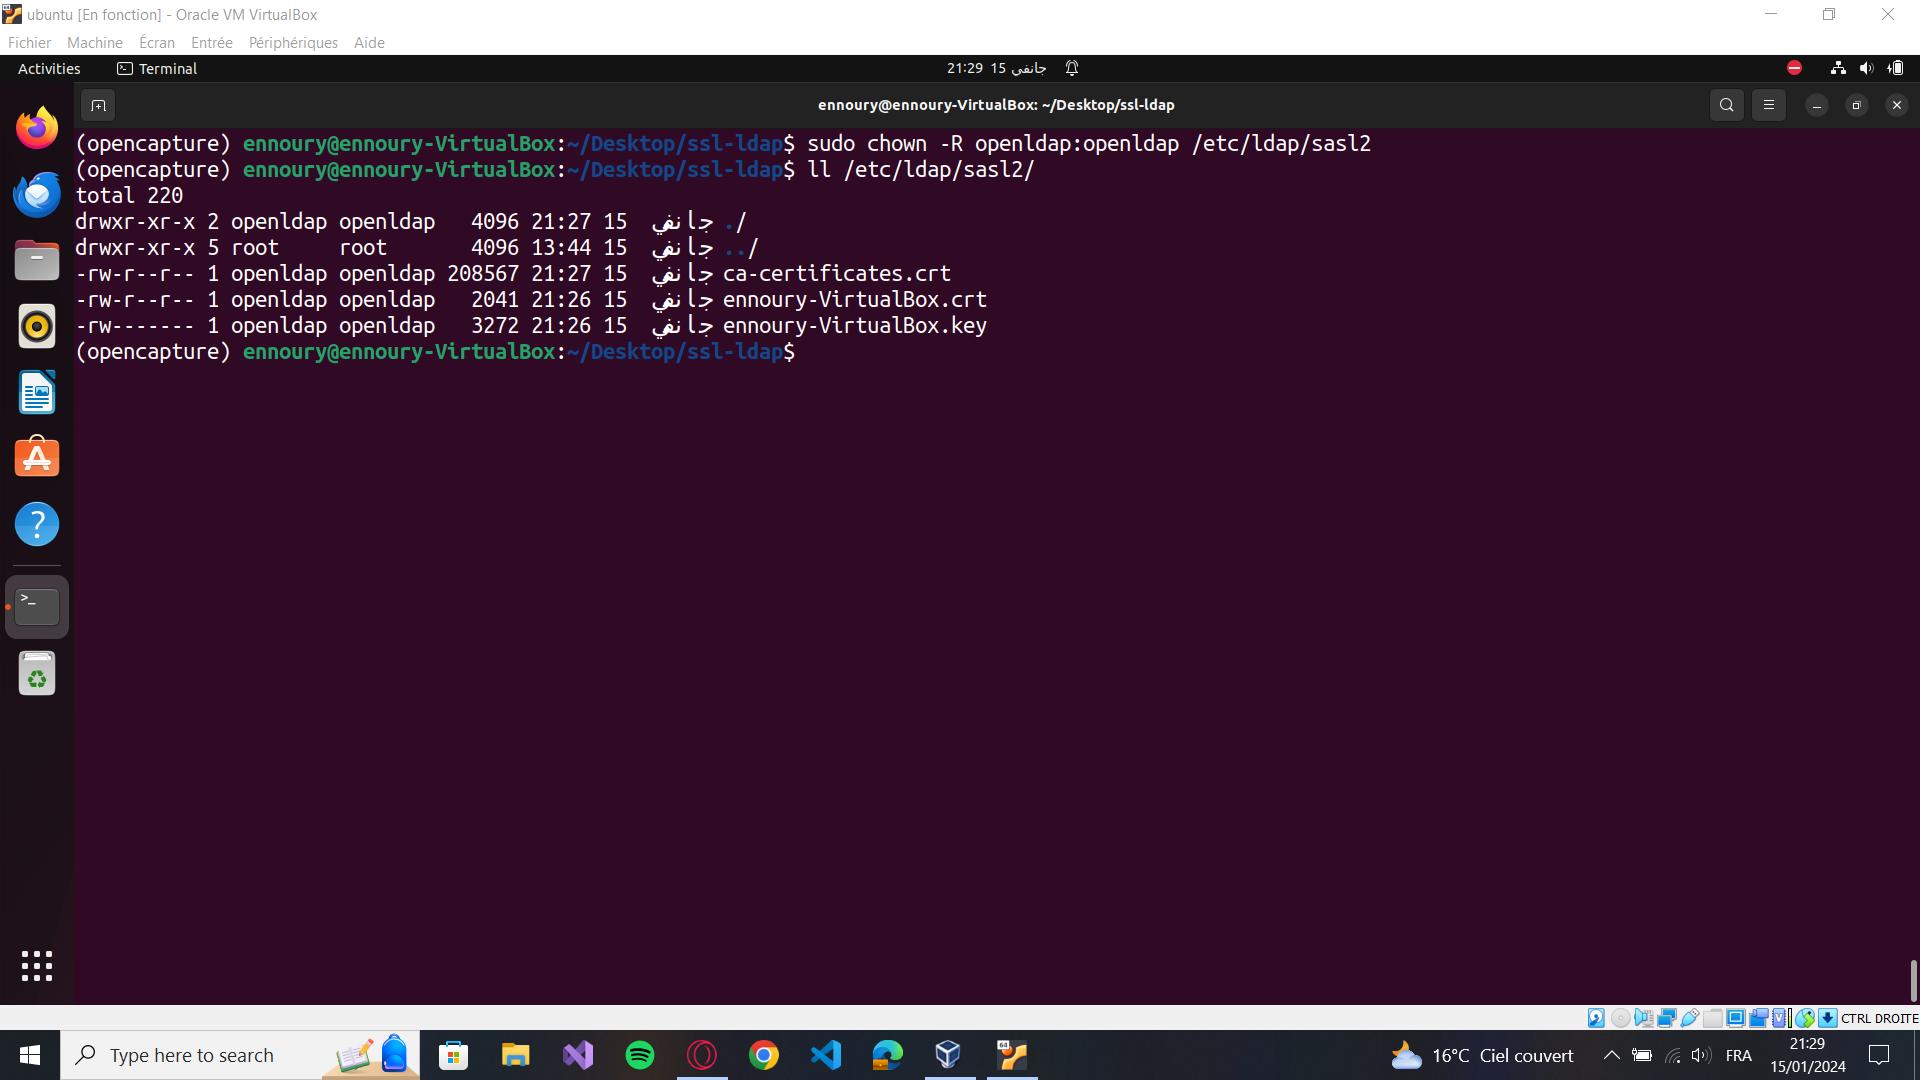 ubuntu [En fonction] - Oracle VM VirtualBox
Fichier Machine Écran Entrée Périphériques Aide
Activities Terminal 21:29 15 جانفي
ennoury@ennoury-VirtualBox: ~/Desktop/ssl-ldap
(opencapture) ennoury@ennoury-VirtualBox:~/Desktop/ssl-ldap$ sudo chown -R openldap:openldap /etc/ldap/sasl2
(opencapture) ennoury@ennoury-VirtualBox:~/Desktop/ssl-ldap$ ll /etc/ldap/sasl2/
total 220
drwxr-xr-x 2 openldap openldap 4096 21:27 15 جانفي ./
drwxr-xr-x 5 root root 4096 13:44 15 جانفي ../
-rw-r--r-- 1 openldap openldap 208567 21:27 15 جانفي ca-certificates.crt
-rw-r--r-- 1 openldap openldap 2041 21:26 15 جانفي ennoury-VirtualBox.crt
-rw------- 1 openldap openldap 3272 21:26 15 جانفي ennoury-VirtualBox.key
(opencapture) ennoury@ennoury-VirtualBox:~/Desktop/ssl-ldap$
CTRL DROITE
Type here to search 16°C Ciel couvert FRA 21:29
15/01/2024